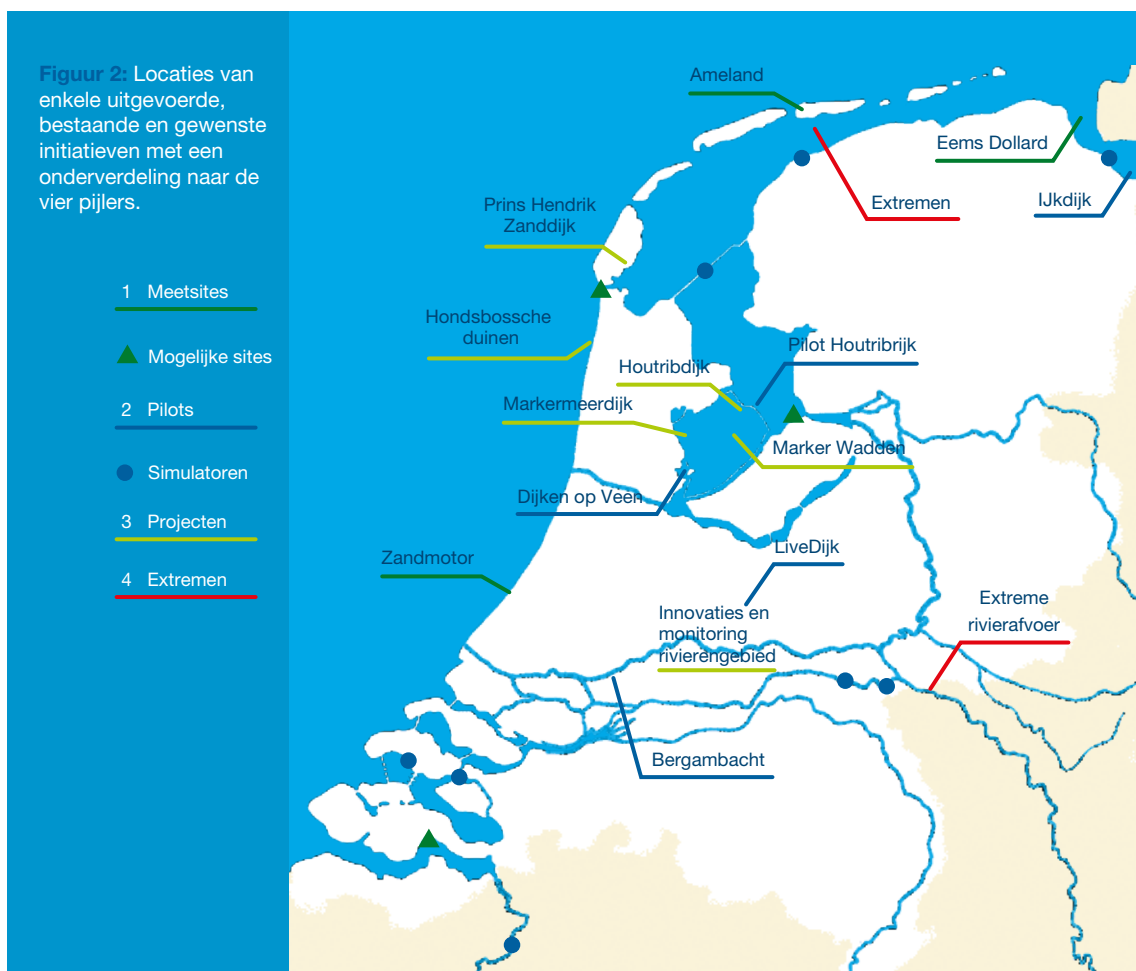 Figuur 2: Locaties van
enkele uitgevoerde,
bestaande en gewenste
initiatieven met een
onderverdeling naar de
vier pijlers.
1 Meetsites
Mogelijke sites
2 Pilots
Simulatoren
3 Projecten
4 Extremen
Ameland
Eems Dollard
Extremen
IJkdijk
Prins Hendrik
Zanddijk
Hondsbossche
duinen
Pilot Houtribrijk
Houtribdijk
Markermeerdijk
Marker Wadden
Dijken op Veen
Zandmotor
LiveDijk
Extreme
rivierafvoer
Innovaties en
monitoring
rivierengebied
Bergambacht